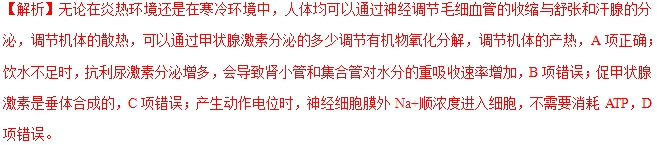 【解析】无论在炎热环境还是在寒冷环境中，人体均可以通过神经调节毛细血管的收缩与舒张和汗腺的分
泌，调节机体的散热，可以通过甲状腺激素分泌的多少调节有机物氧化分解，调节机体的产热，A 项正确；
饮水不足时，抗利尿激素分泌增多，会导致肾小管和集合管对水分的重吸收速率增加，B 项错误；促甲状腺
激素是垂体合成的，C 项错误；产生动作电位时，神经细胞膜外 Na+顺浓度进入细胞，不需要消耗 ATP，D
项错误。